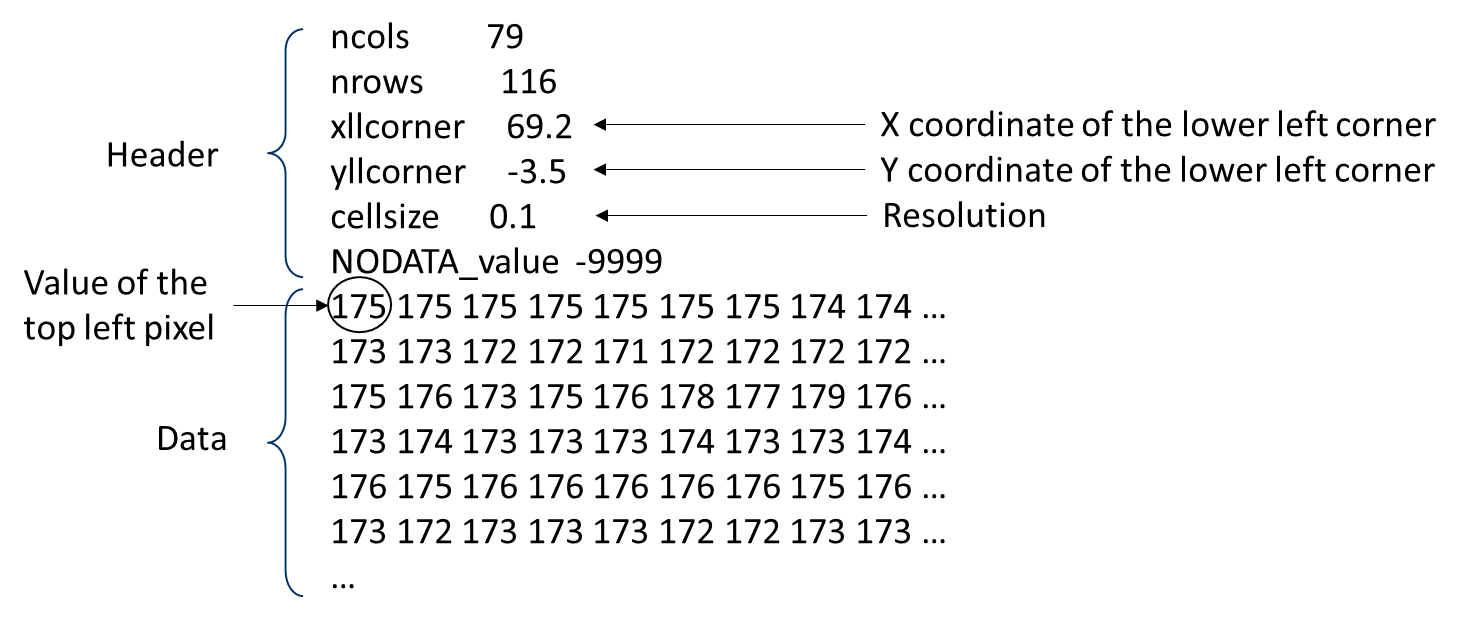 ncols 79
nrows 116
xllcorner 69.2
X coordinate of the lower left corner
Header
yllcorner -3.5
Y coordinate of the lower left corner
cellsize 0.1
Resolution
NODATA_value -9999
Value of the
top left pixel
175 175 175 175 175 175 175 174 174 ...
173 173 172 172 171 172 172 172 172 ...
175 176 173 175 176 178 177 179 176 ...
Data
173 174 173 173 173 174 173 173 174 ...
176 175 176 176 176 176 176 175 176 ...
173 172 173 173 173 172 172 173 173 ...
...